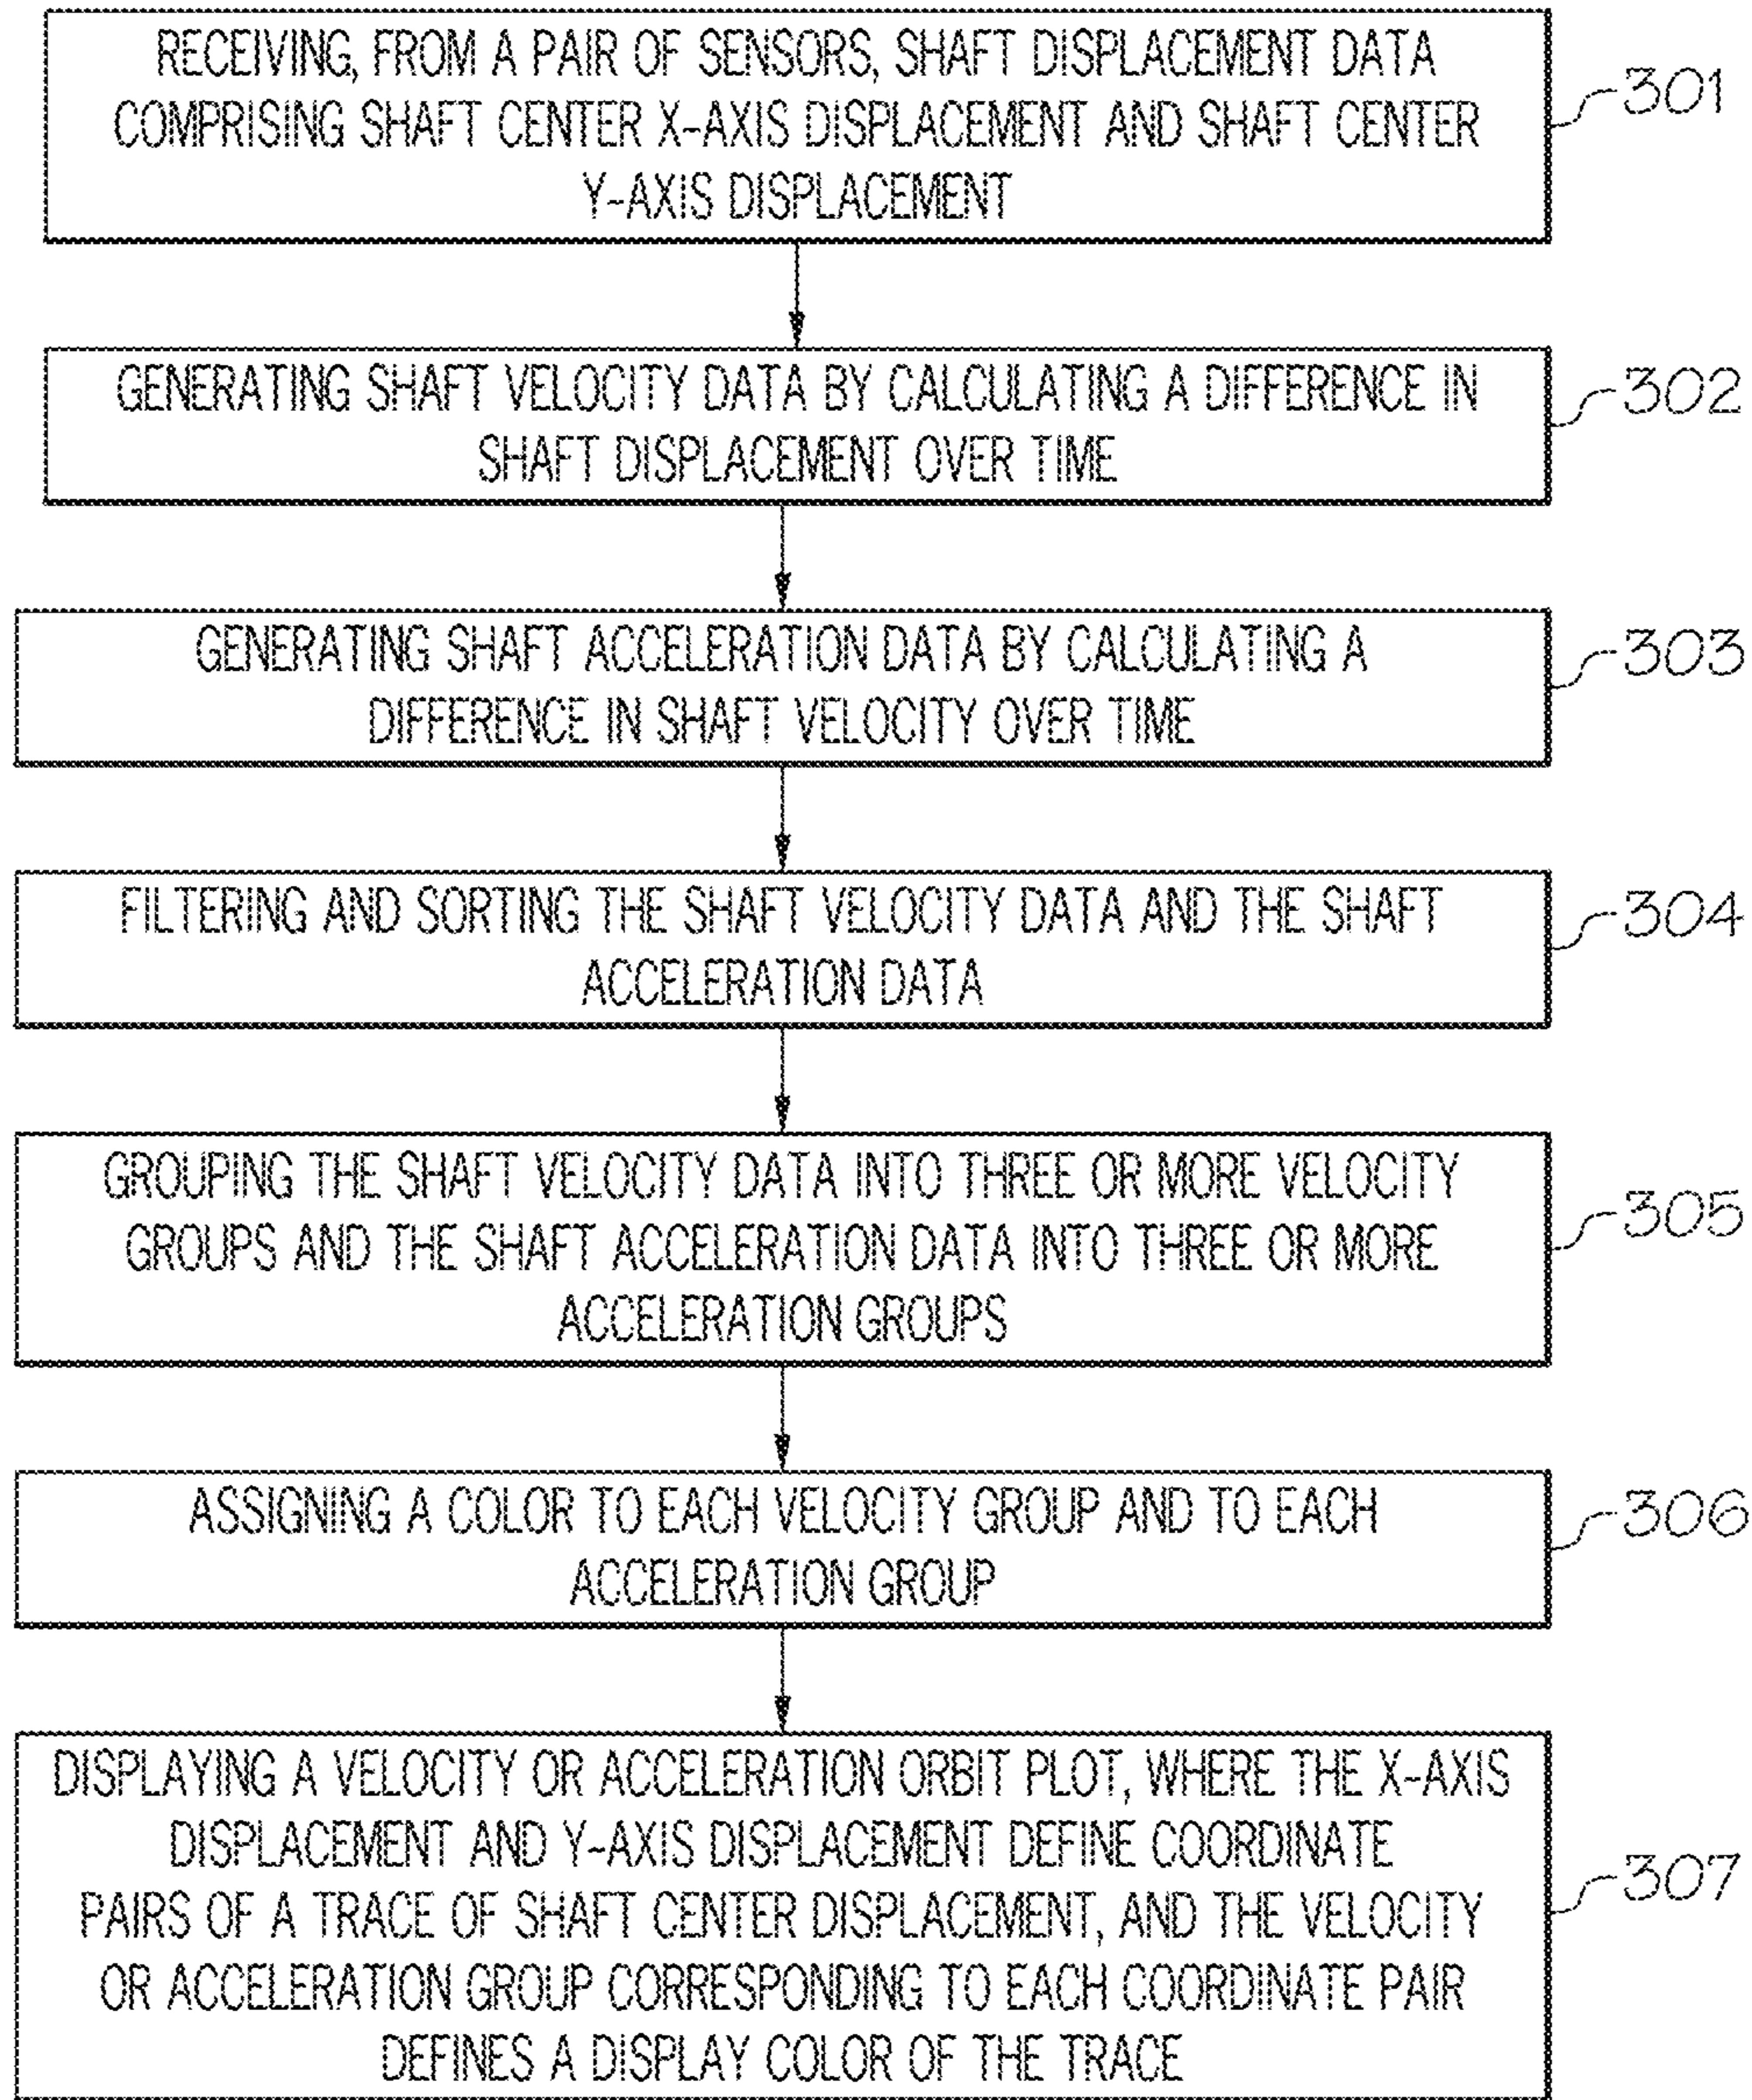 RECEIVING, FROM A PAIR OF SENSORS, SHAFT DISPLACEMENT DATA
COMPRISING SHAFT CENTER X-AXIS DISPLACEMENT AND SHAFT CENTER
Y-AXIS DISPLACEMENT
301
GENERATING SHAFT VELOCITY DATA BY CALCULATING A DIFFERENCE IN
SHAFT DISPLACEMENT OVER TIME
302
GENERATING SHAFT ACCELERATION DATA BY CALCULATING A
DIFFERENCE IN SHAFT VELOCITY OVER TIME
303
FILTERING AND SORTING THE SHAFT VELOCITY DATA AND THE SHAFT
ACCELERATION DATA
304
GROUPING THE SHAFT VELOCITY DATA INTO THREE OR MORE VELOCITY
GROUPS AND THE SHAFT ACCELERATION DATA INTO THREE OR MORE
ACCELERATION GROUPS
305
ASSIGNING A COLOR TO EACH VELOCITY GROUP AND TO EACH
ACCELERATION GROUP
306
DISPLAYING A VELOCITY OR ACCELERATION ORBIT PLOT, WHERE THE X-AXIS
DISPLACEMENT AND Y-AXIS DISPLACEMENT DEFINE COORDINATE
PAIRS OF A TRACE OF SHAFT CENTER DISPLACEMENT, AND THE VELOCITY
OR ACCELERATION GROUP CORRESPONDING TO EACH COORDINATE PAIR
DEFINES A DISPLAY COLOR OF THE TRACE
307